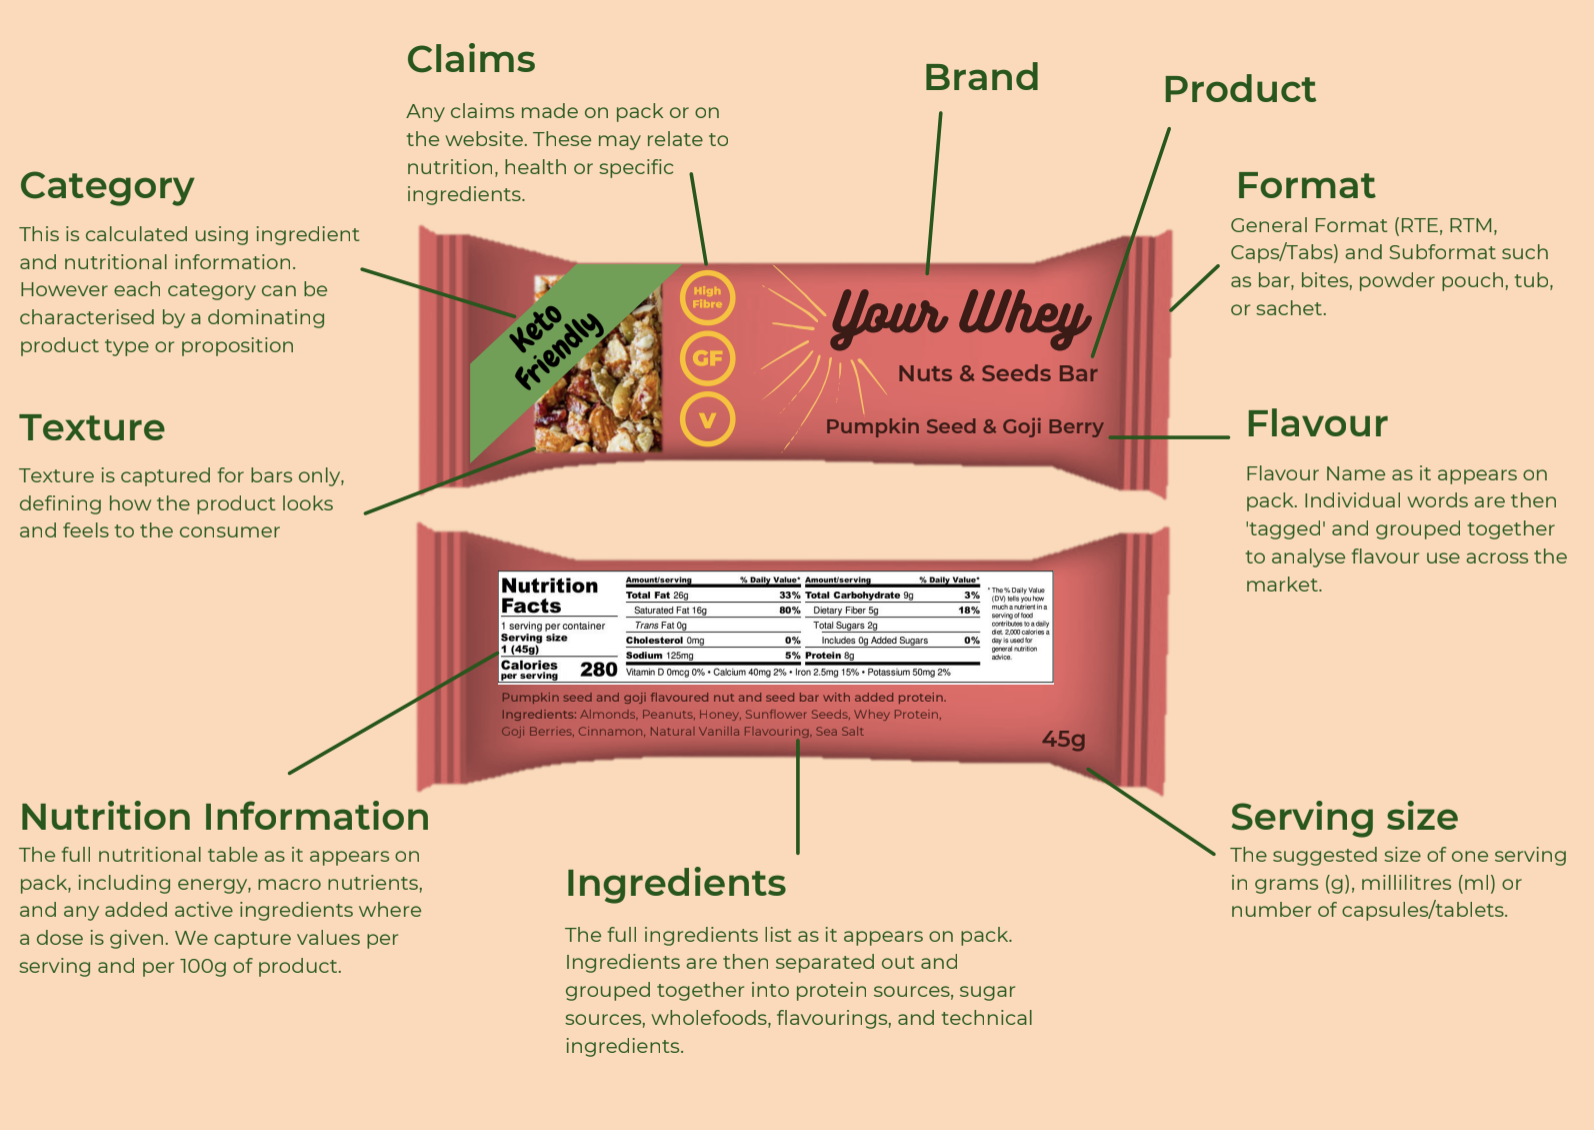 Claims
Any claims made on pack or on
the website. These may relate to
nutrition, health or specific
ingredients.
Brand
Product
Category
This is calculated using ingredient
and nutritional information.
However each category can be
characterised by a dominating
product type or proposition
Format
General Format (RTE, RTM,
Caps/Tabs) and Subformat such
as bar, bites, powder pouch, tub,
or sachet.
Texture
Texture is captured for bars only,
defining how the product looks
and feels to the consumer
Keto
Friendly
High
Fibre
GF
V
Your Whey
Nuts & Seeds Bar
Pumpkin Seed & Goji Berry
Flavour
Flavour Name as it appears on
pack. Individual words are then
'tagged' and grouped together
to analyse flavour use across the
market.
Nutrition
Facts
1 serving per container
Serving size
1 (45g)
Calories
per serving 280
Amount/serving % Daily Value*
Total Fat 26g 33%
Saturated Fat 16g 80%
Trans Fat 0g
Cholesterol 0mg 0%
Sodium 125mg 5%
Amount/serving % Daily Value*
Total Carbohydrate 9g 3%
Dietary Fiber 5g 18%
Total Sugars 2g
Includes 0g Added Sugars 0%
Protein 8g
Vitamin D 0mcg 0% • Calcium 40mg 2% • Iron 2.5mg 15% • Potassium 50mg 2%
* The % Daily Value
(DV) tells you how
much a nutrient in a
serving of food
contributes to a daily
diet. 2,000 calories a
day is used for
general nutrition
advice.
Pumpkin seed and goji flavoured nut and seed bar with added protein.
Ingredients: Almonds, Peanuts, Honey, Sunflower Seeds, Whey Protein,
Goji Berries, Cinnamon, Natural Vanilla Flavouring, Sea Salt
45g
Nutrition Information
The full nutritional table as it appears on
pack, including energy, macro nutrients,
and any added active ingredients where
a dose is given. We capture values per
serving and per 100g of product.
Ingredients
The full ingredients list as it appears on pack.
Ingredients are then separated out and
grouped together into protein sources, sugar
sources, wholefoods, flavourings, and technical
ingredients.
Serving size
The suggested size of one serving
in grams (g), millilitres (ml) or
number of capsules/tablets.